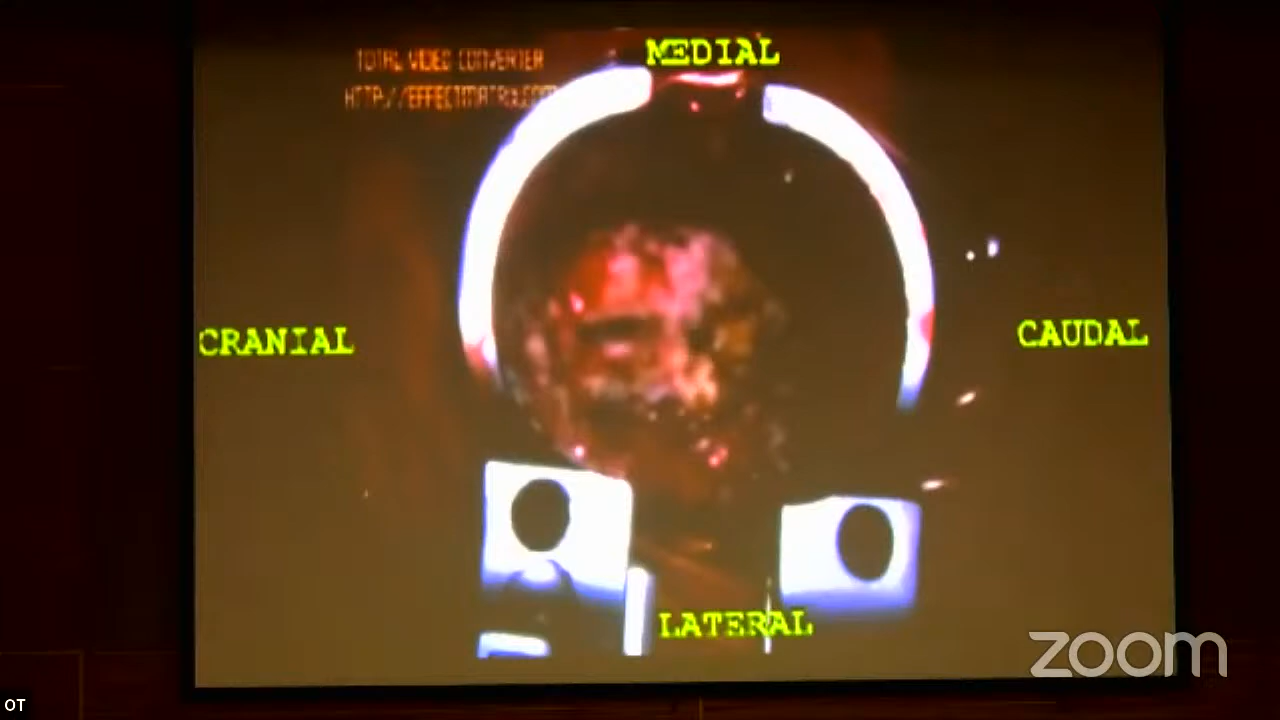 TOTAL VIDEO CONVERTER
MEDIAL
CRANIAL
CAUDAL
LATERAL
zoom
OT